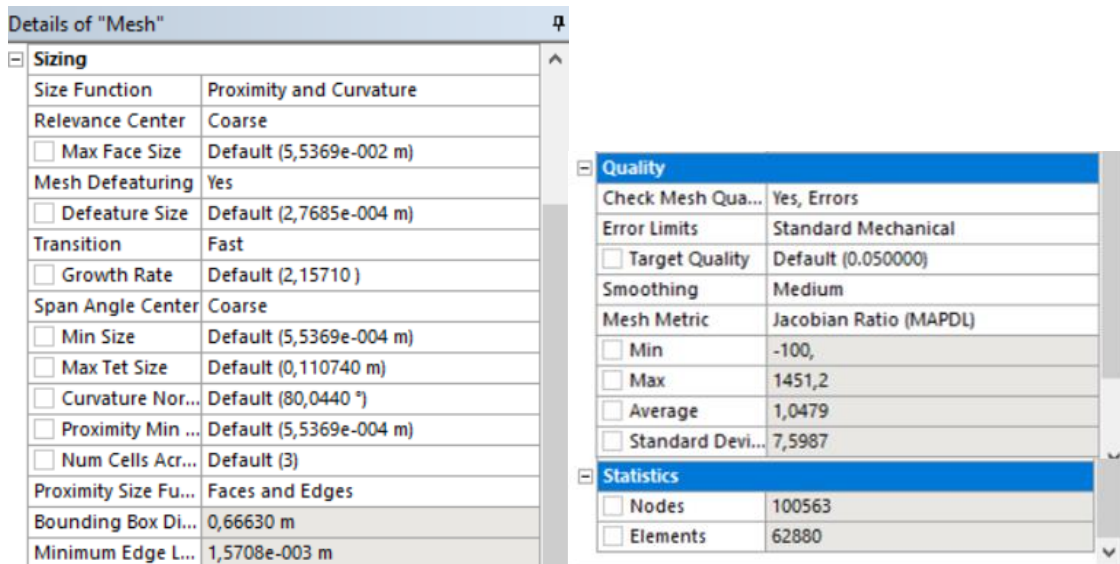 Details of "Mesh"
Sizing
Size Function Proximity and Curvature
Relevance Center Coarse
Max Face Size Default (5,5369e-002 m)
Mesh Defeaturing Yes
Defeature Size Default (2,7685e-004 m)
Transition Fast
Growth Rate Default (2,15710 )
Span Angle Center Coarse
Min Size Default (5,5369e-004 m)
Max Tet Size Default (0,110740 m)
Curvature Nor... Default (80,0440 °)
Proximity Min ... Default (5,5369e-004 m)
Num Cells Acr... Default (3)
Proximity Size Fu... Faces and Edges
Bounding Box Di... 0,66630 m
Minimum Edge L... 1,5708e-003 m
Quality
Check Mesh Qua... Yes, Errors
Error Limits Standard Mechanical
Target Quality Default (0.050000)
Smoothing Medium
Mesh Metric Jacobian Ratio (MAPDL)
Min -100,
Max 1451,2
Average 1,0479
Standard Devi... 7,5987
Statistics
Nodes 100563
Elements 62880